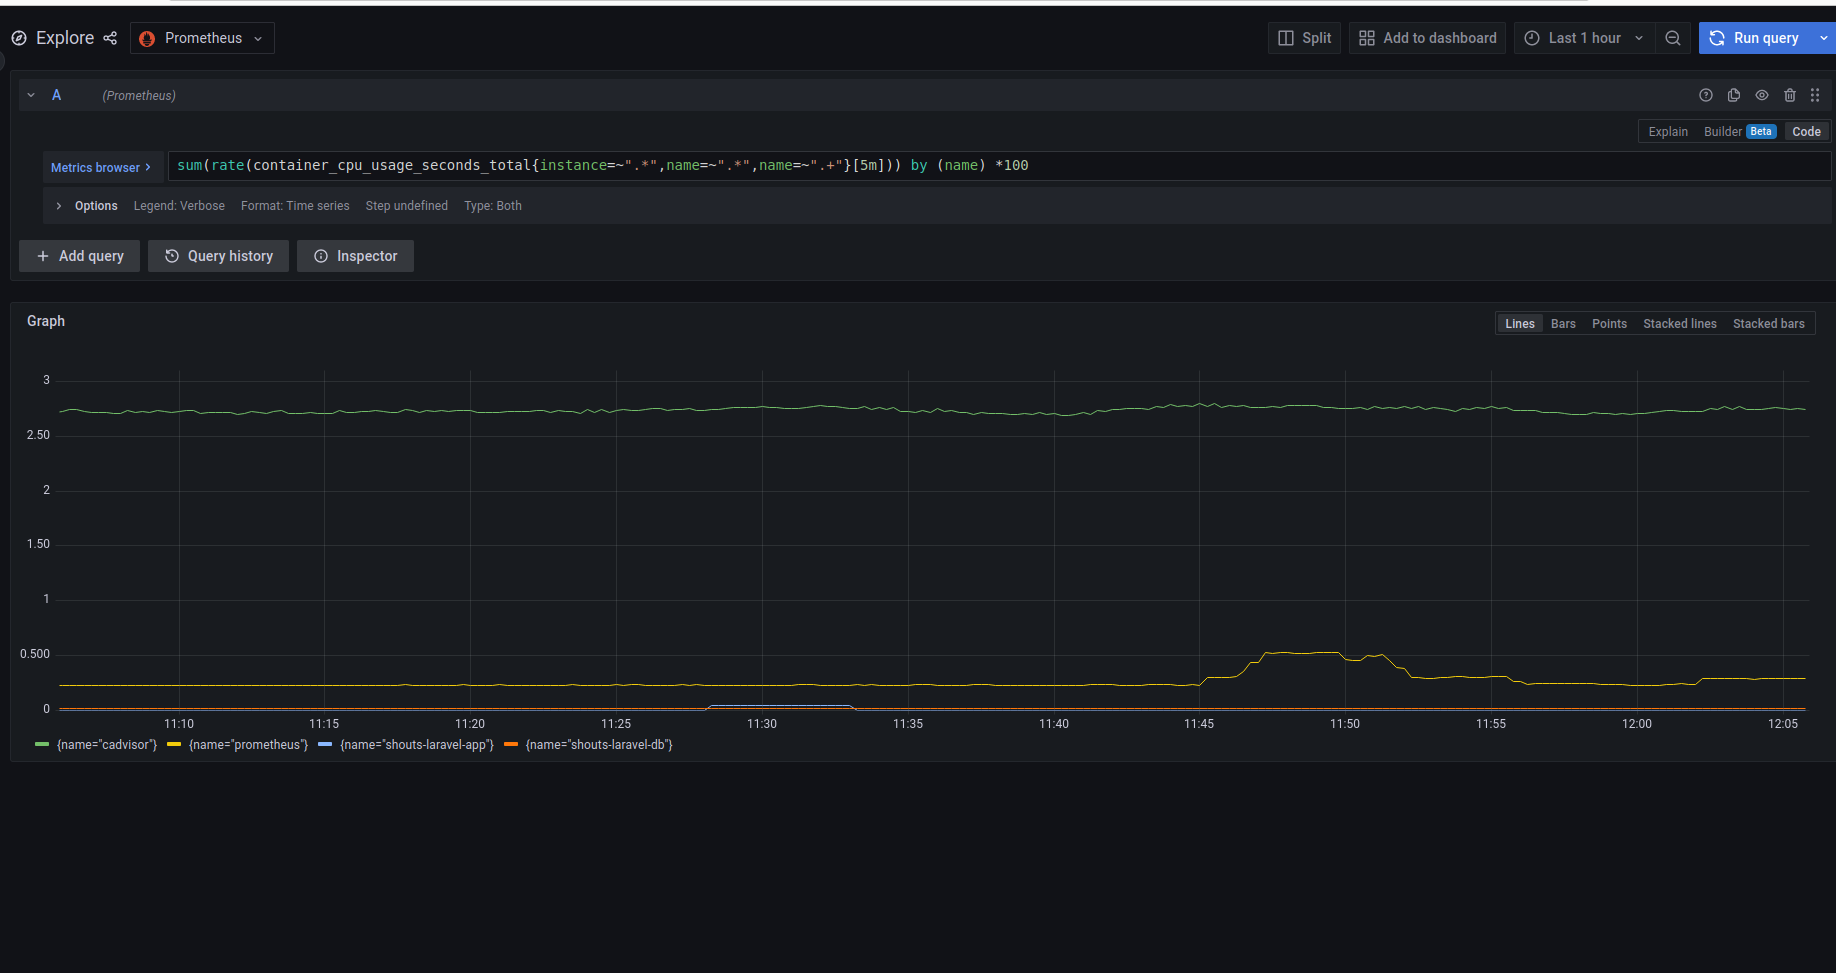 Explore Prometheus Split Add to dashboard Last 1 hour Run query
A (Prometheus)
Explain Builder Beta Code
Metrics browser > sum(rate(container_cpu_usage_seconds_total{instance=~".*",name=~".*",name=~".+"}[5m])) by (name) *100
> Options Legend: Verbose Format: Time series Step undefined Type: Both
+ Add query Query history Inspector
Graph Lines Bars Points Stacked lines Stacked bars
3
2.50
2
1.50
1
0.500
0
11:10 11:15 11:20 11:25 11:30 11:35 11:40 11:45 11:50 11:55 12:00 12:05
{name="cadvisor"} {name="prometheus"} {name="shouts-laravel-app"} {name="shouts-laravel-db"}